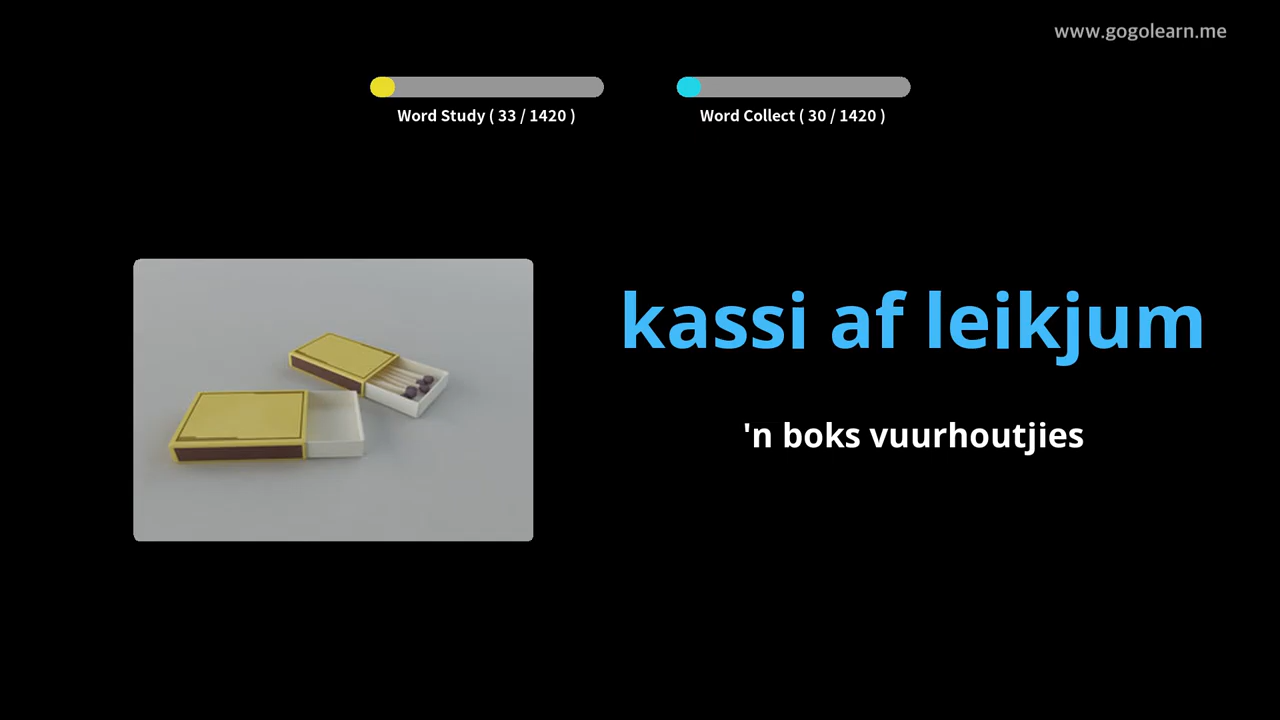 www.gogolearn.me
Word Study ( 33 / 1420 )
Word Collect ( 30 / 1420 )
kassi af leikjum
'n boks vuurhoutjies